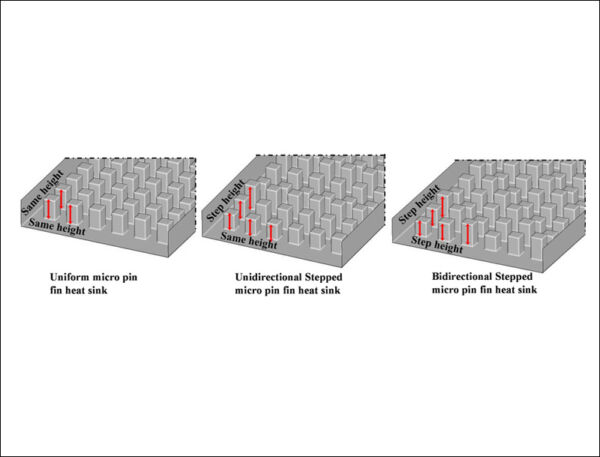 Same height
Same height
Uniform micro pin
fin heat sink
Step height
Same height
Unidirectional Stepped
micro pin fin heat sink
Step height
Step height
Bidirectional Stepped
micro pin fin heat sink